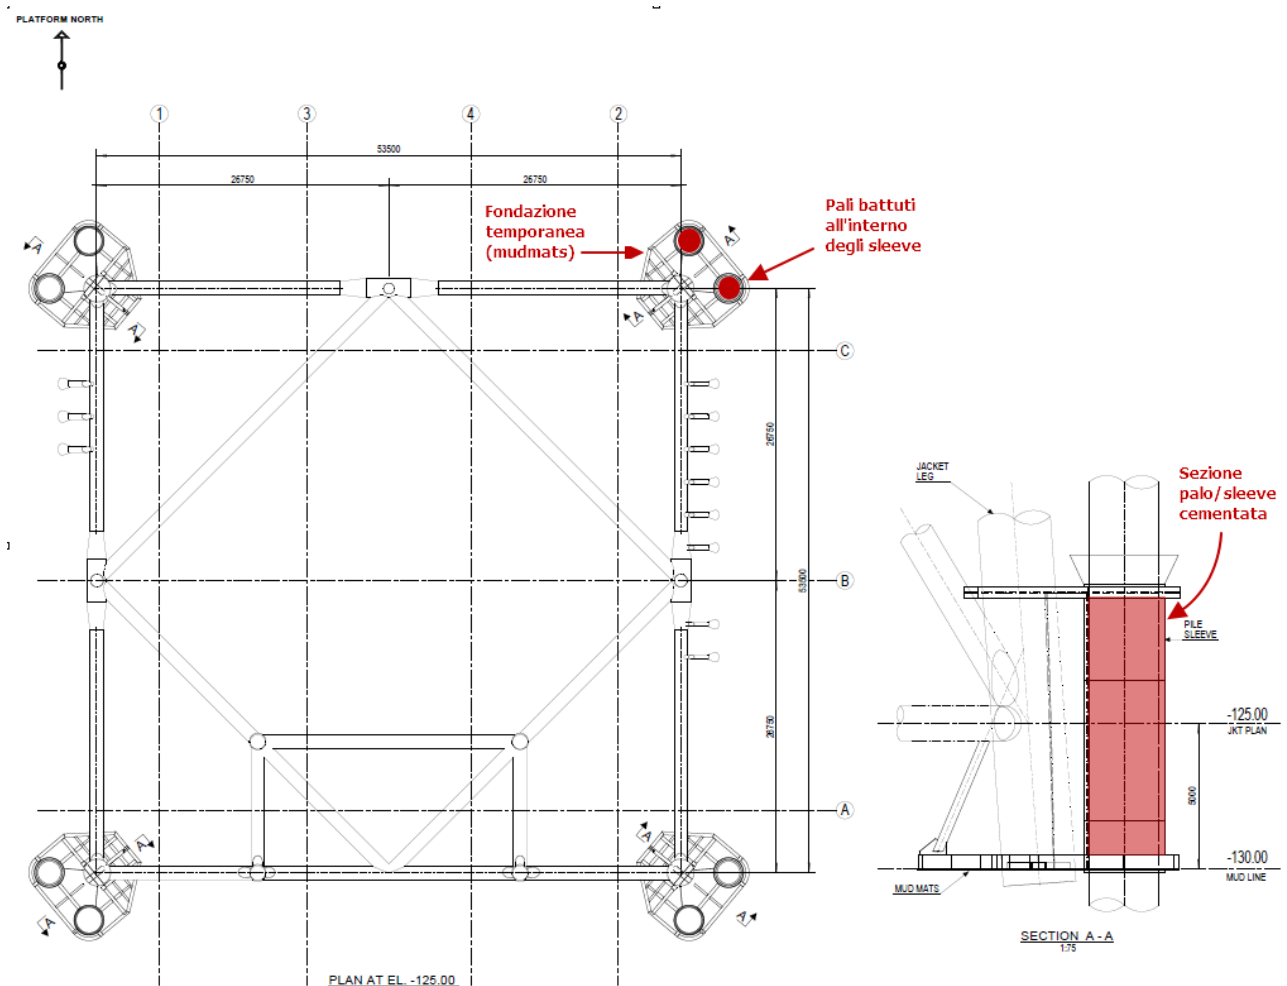 PLATFORM NORTH
1
3
4
2
53500
26750
26750
Fondazione
temporanea
(mudmats)
Pali battuti
all'interno
degli sleeve
A
A
A
A
C
26750
53500
B
26750
A
A
A
A
A
PLAN AT EL. -125.00
JACKET
LEG
Sezione
palo/sleeve
cementata
PILE
SLEEVE
-125.00
JKT PLAN
5000
-130.00
MUD LINE
MUD MATS
SECTION A - A
1:75